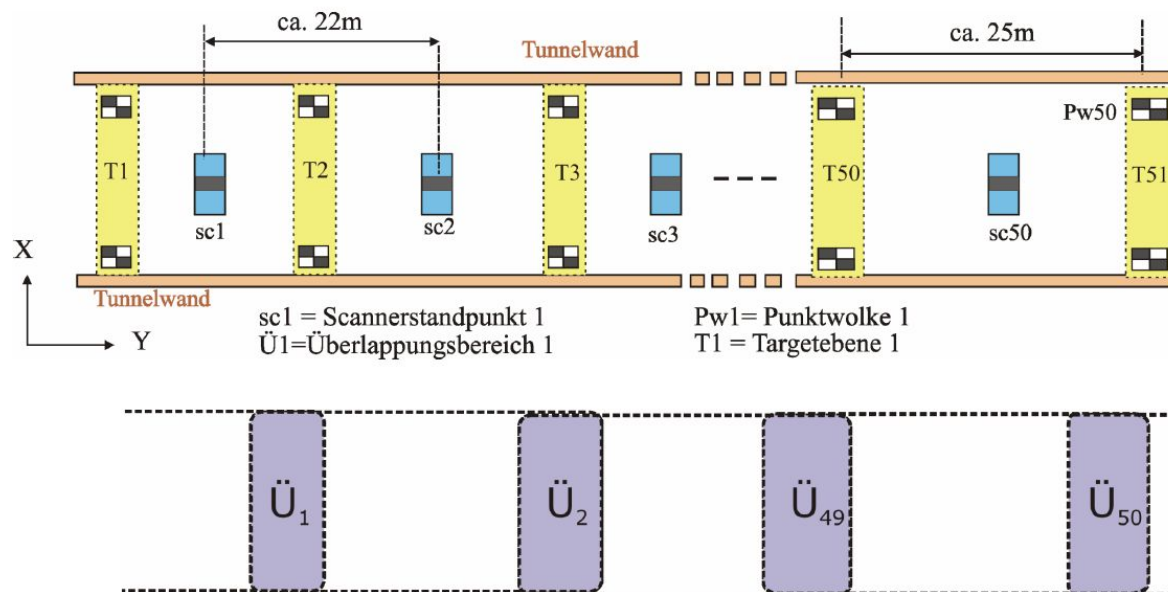 ca. 22m
ca. 25m
Tunnelwand
Pw50
T1
T2
T3
T50
T51
sc1
sc2
sc3
sc50
X
Tunnelwand
Y
sc1 = Scannerstandpunkt 1
Pw1= Punktwolke 1
Ü1=Überlappungsbereich 1
T1 = Targetebene 1
Ü1
Ü2
Ü49
Ü50